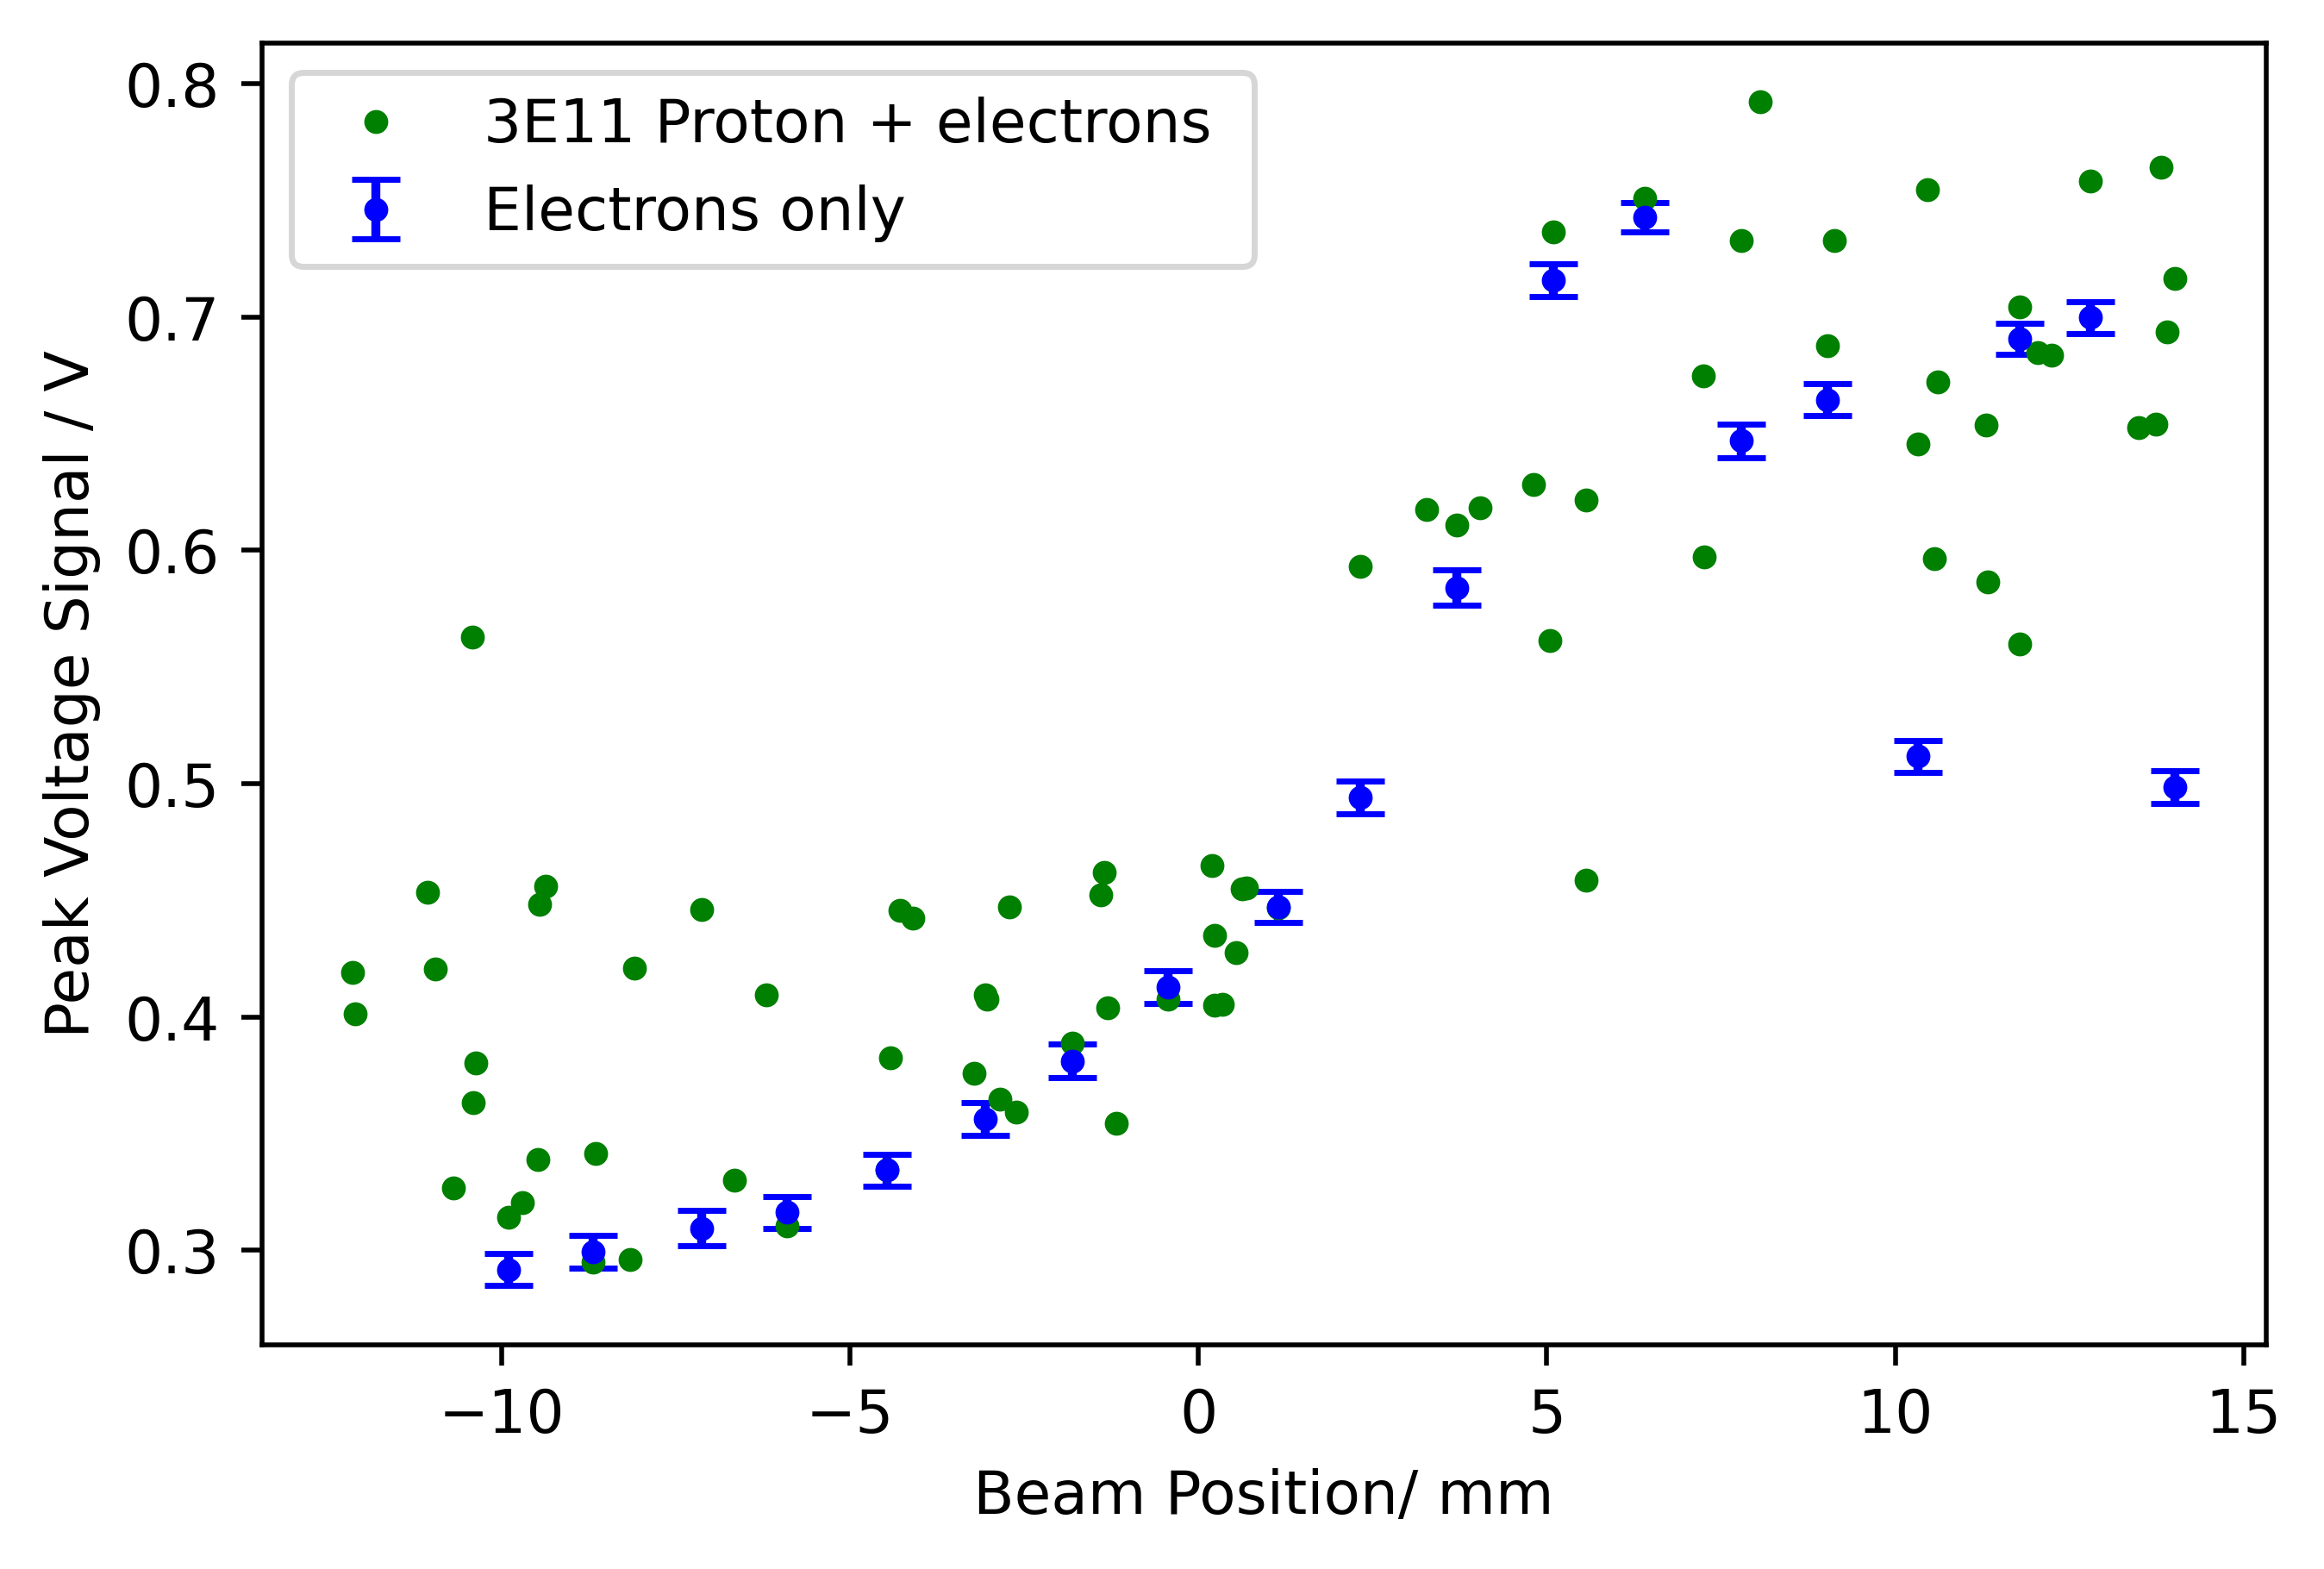 3E11 Proton + electrons
Electrons only
Peak Voltage Signal / V
0.8
0.7
0.6
0.5
0.4
0.3
−10 −5 0 5 10 15
Beam Position/ mm